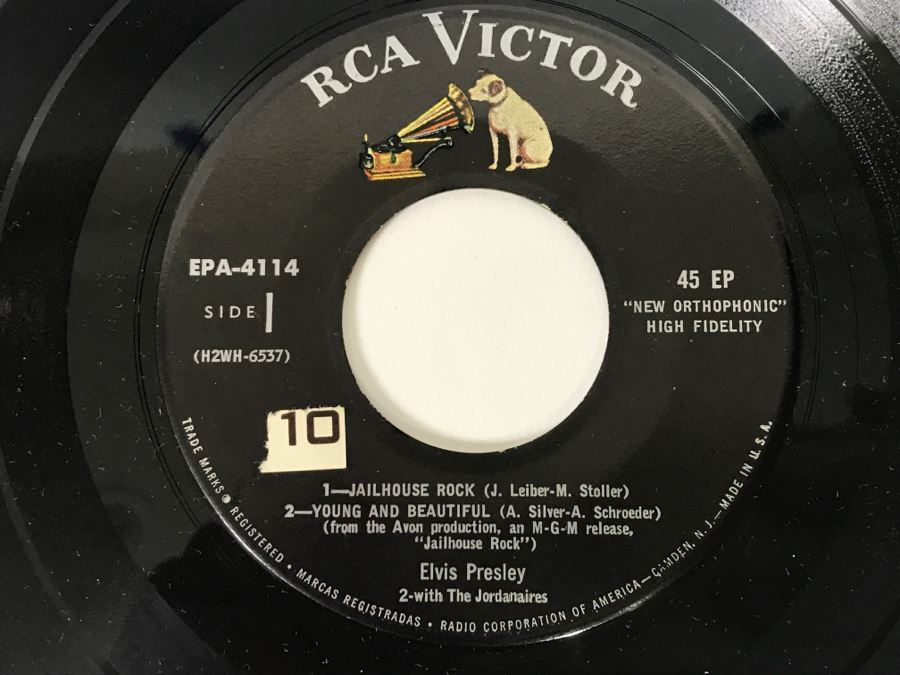 RCA VICTOR
EPA-4114
SIDE 1
(H2WH-6537)
45 EP
"NEW ORTHOPHONIC"
HIGH FIDELITY
10
1—JAILHOUSE ROCK (J. Leiber-M. Stoller)
2—YOUNG AND BEAUTIFUL (A. Silver-A. Schroeder)
(from the Avon production, an M-G-M release,
"Jailhouse Rock")
Elvis Presley
2-with The Jordanaires
TRADE MARKS ® REGISTERED • MARCAS REGISTRADAS • RADIO CORPORATION OF AMERICA—CAMDEN, N. J.—MADE IN U. S. A.